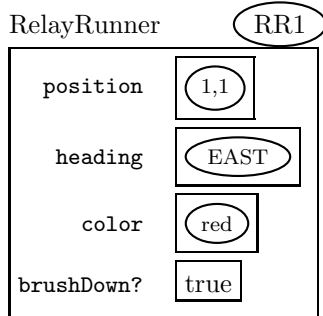 RelayRunner RR1
position 1,1
heading EAST
color red
brushDown? true